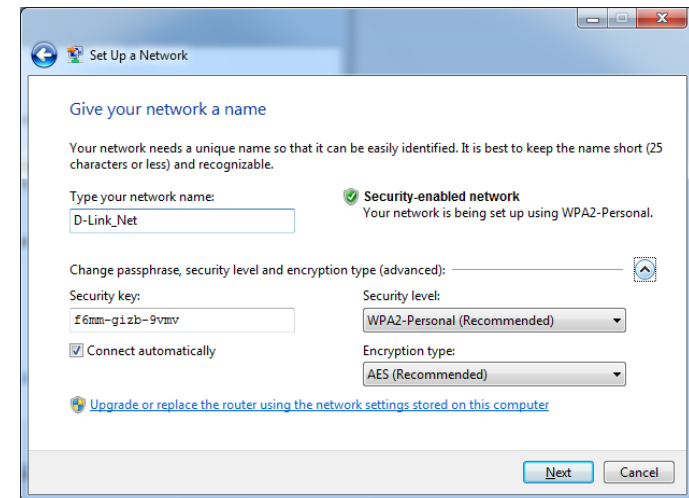 Set Up a Network
Give your network a name
Your network needs a unique name so that it can be easily identified. It is best to keep the name short (25
characters or less) and recognizable.
Type your network name:
D-Link_Net
Security-enabled network
Your network is being set up using WPA2-Personal.
Change passphrase, security level and encryption type (advanced):
Security key:
f6mm-gizb-9vmv
Security level:
WPA2-Personal (Recommended)
Connect automatically
Encryption type:
AES (Recommended)
Upgrade or replace the router using the network settings stored on this computer
Next
Cancel